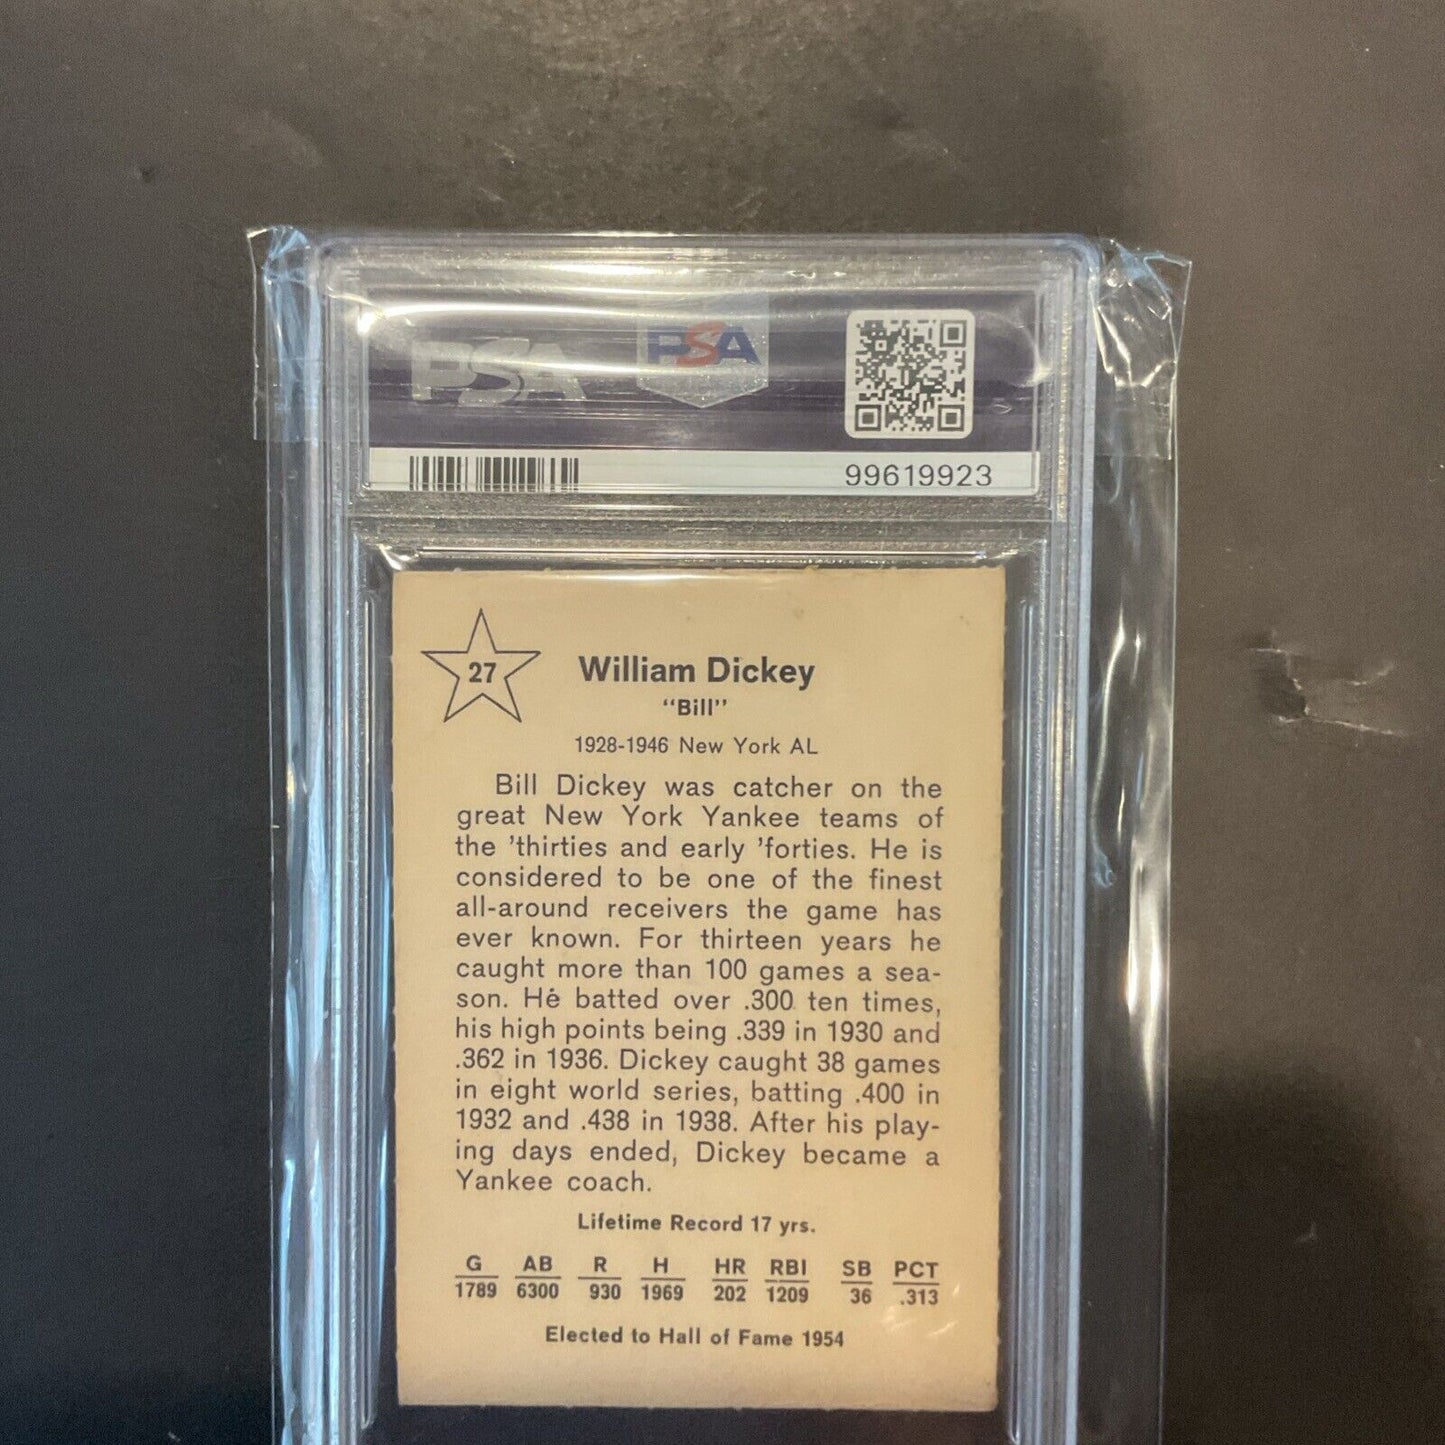 PSA PSA
99619923
27
William Dickey
"Bill"
1928-1946 New York AL
Bill Dickey was catcher on the
great New York Yankee teams of
the 'thirties and early 'forties. He is
considered to be one of the finest
all-around receivers the game has
ever known. For thirteen years he
caught more than 100 games a sea-
son. He batted over .300 ten times,
his high points being .339 in 1930 and
.362 in 1936. Dickey caught 38 games
in eight world series, batting .400 in
1932 and .438 in 1938. After his play-
ing days ended, Dickey became a
Yankee coach.
Lifetime Record 17 yrs.
G AB R H HR RBI SB PCT
1789 6300 930 1969 202 1209 36 .313
Elected to Hall of Fame 1954